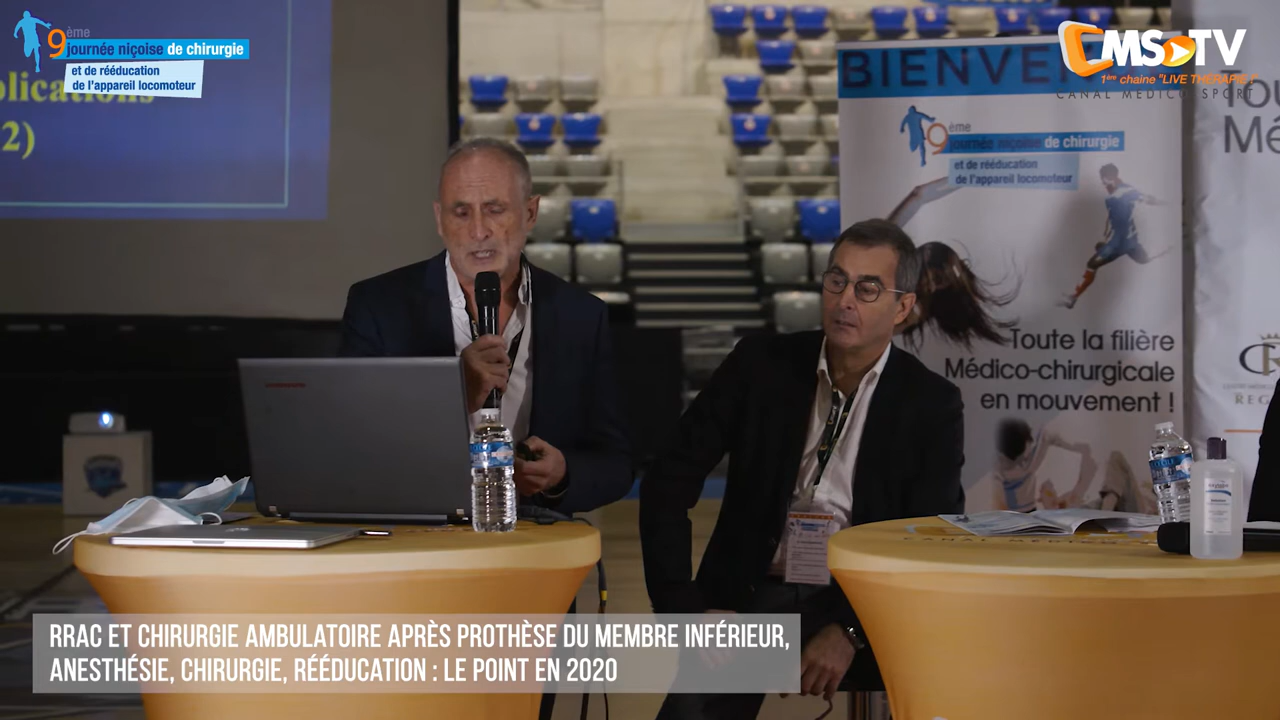 9ème
journée niçoise de chirurgie
et de rééducation
de l'appareil locomoteur
2)
CMS TV
1ère chaine "LIVE THERAPIE"
CANAL MEDICO SPORT
BIENVE
9ème
journée niçoise de chirurgie
et de rééducation
de l'appareil locomoteur
Tou
Mé
Toute la filière
Médico-chirurgicale
en mouvement !
RRAC ET CHIRURGIE AMBULATOIRE APRÈS PROTHÈSE DU MEMBRE INFÉRIEUR,
ANESTHÉSIE, CHIRURGIE, RÉÉDUCATION : LE POINT EN 2020